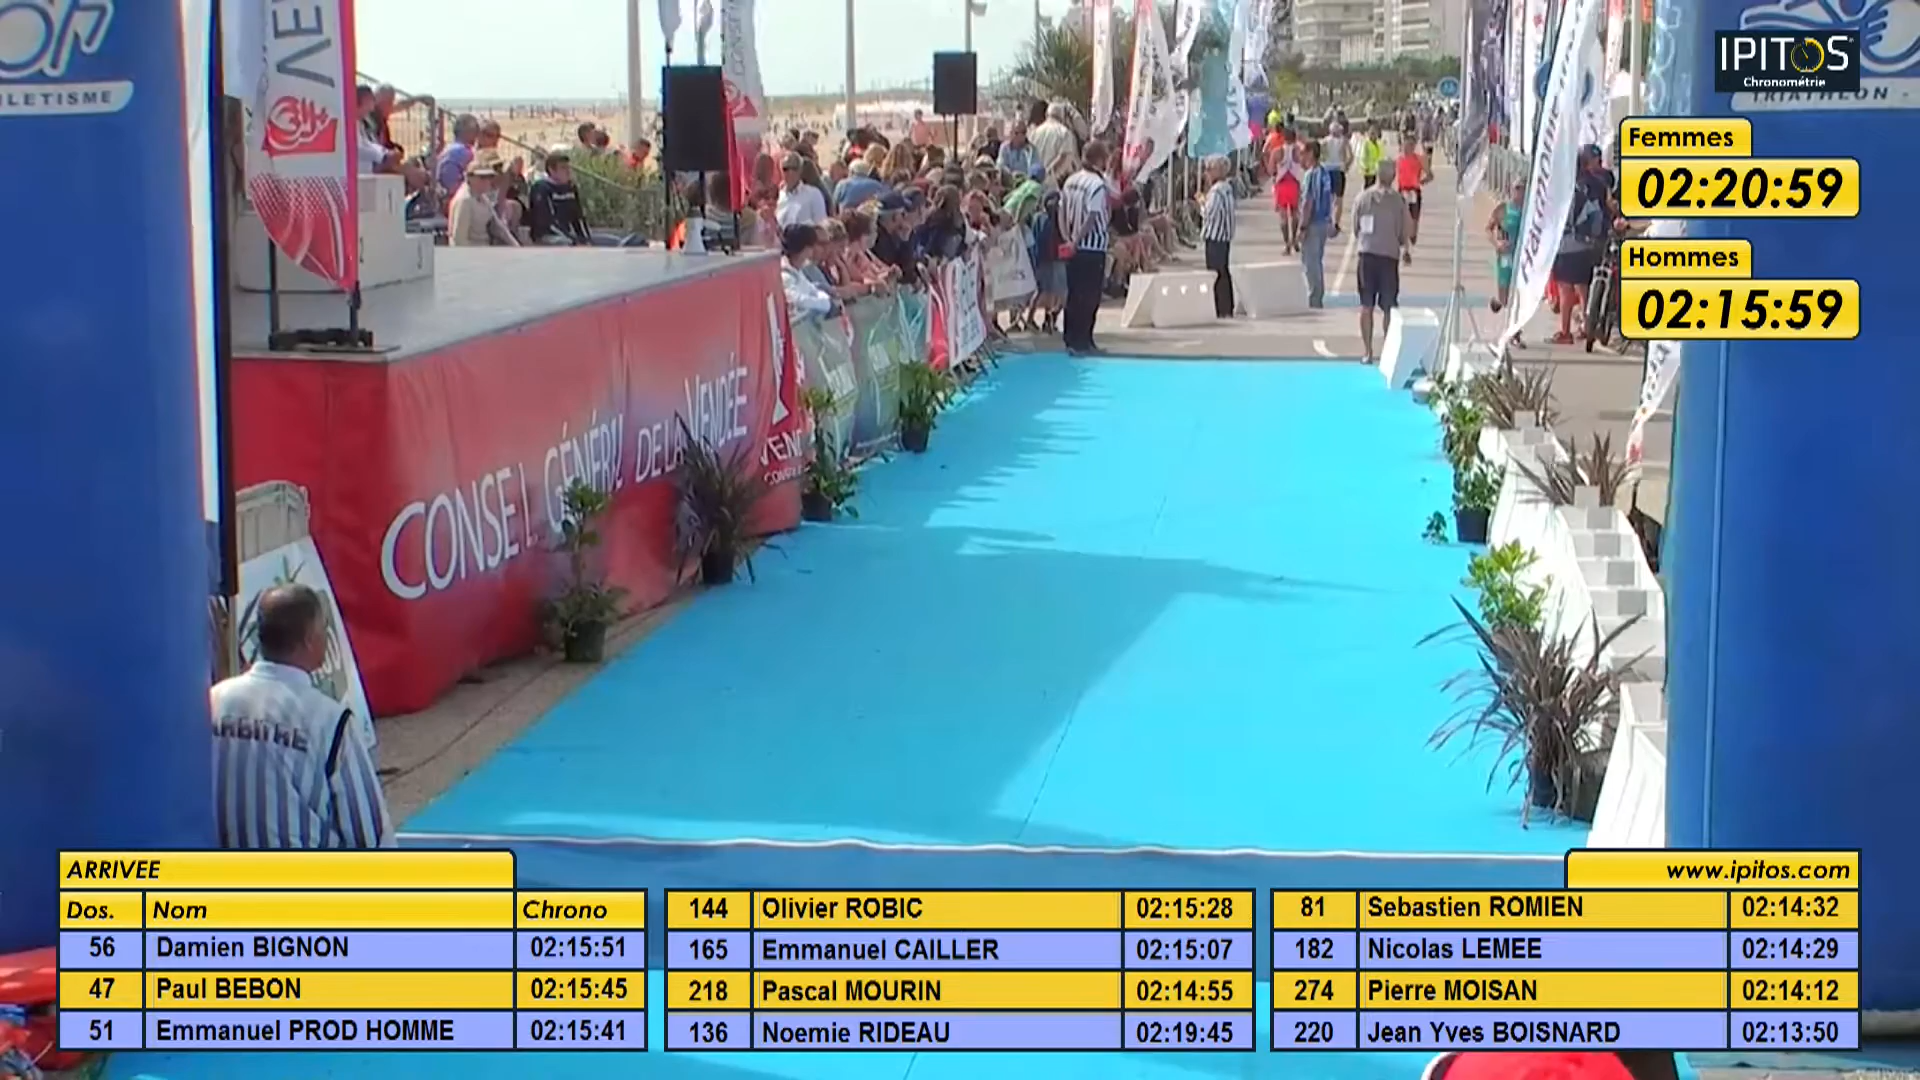 LETISME
IPITOS
Chronométrie
TRIATHLON -
Femmes
02:20:59
Hommes
02:15:59
CONSEIL GÉNÉRAL DE LA VENDÉE
ARBITRE
ARRIVEE
www.ipitos.com
Dos. Nom Chrono
56 Damien BIGNON 02:15:51
47 Paul BEBON 02:15:45
51 Emmanuel PROD HOMME 02:15:41
144 Olivier ROBIC 02:15:28
165 Emmanuel CAILLER 02:15:07
218 Pascal MOURIN 02:14:55
136 Noemie RIDEAU 02:19:45
81 Sebastien ROMIEN 02:14:32
182 Nicolas LEMEE 02:14:29
274 Pierre MOISAN 02:14:12
220 Jean Yves BOISNARD 02:13:50